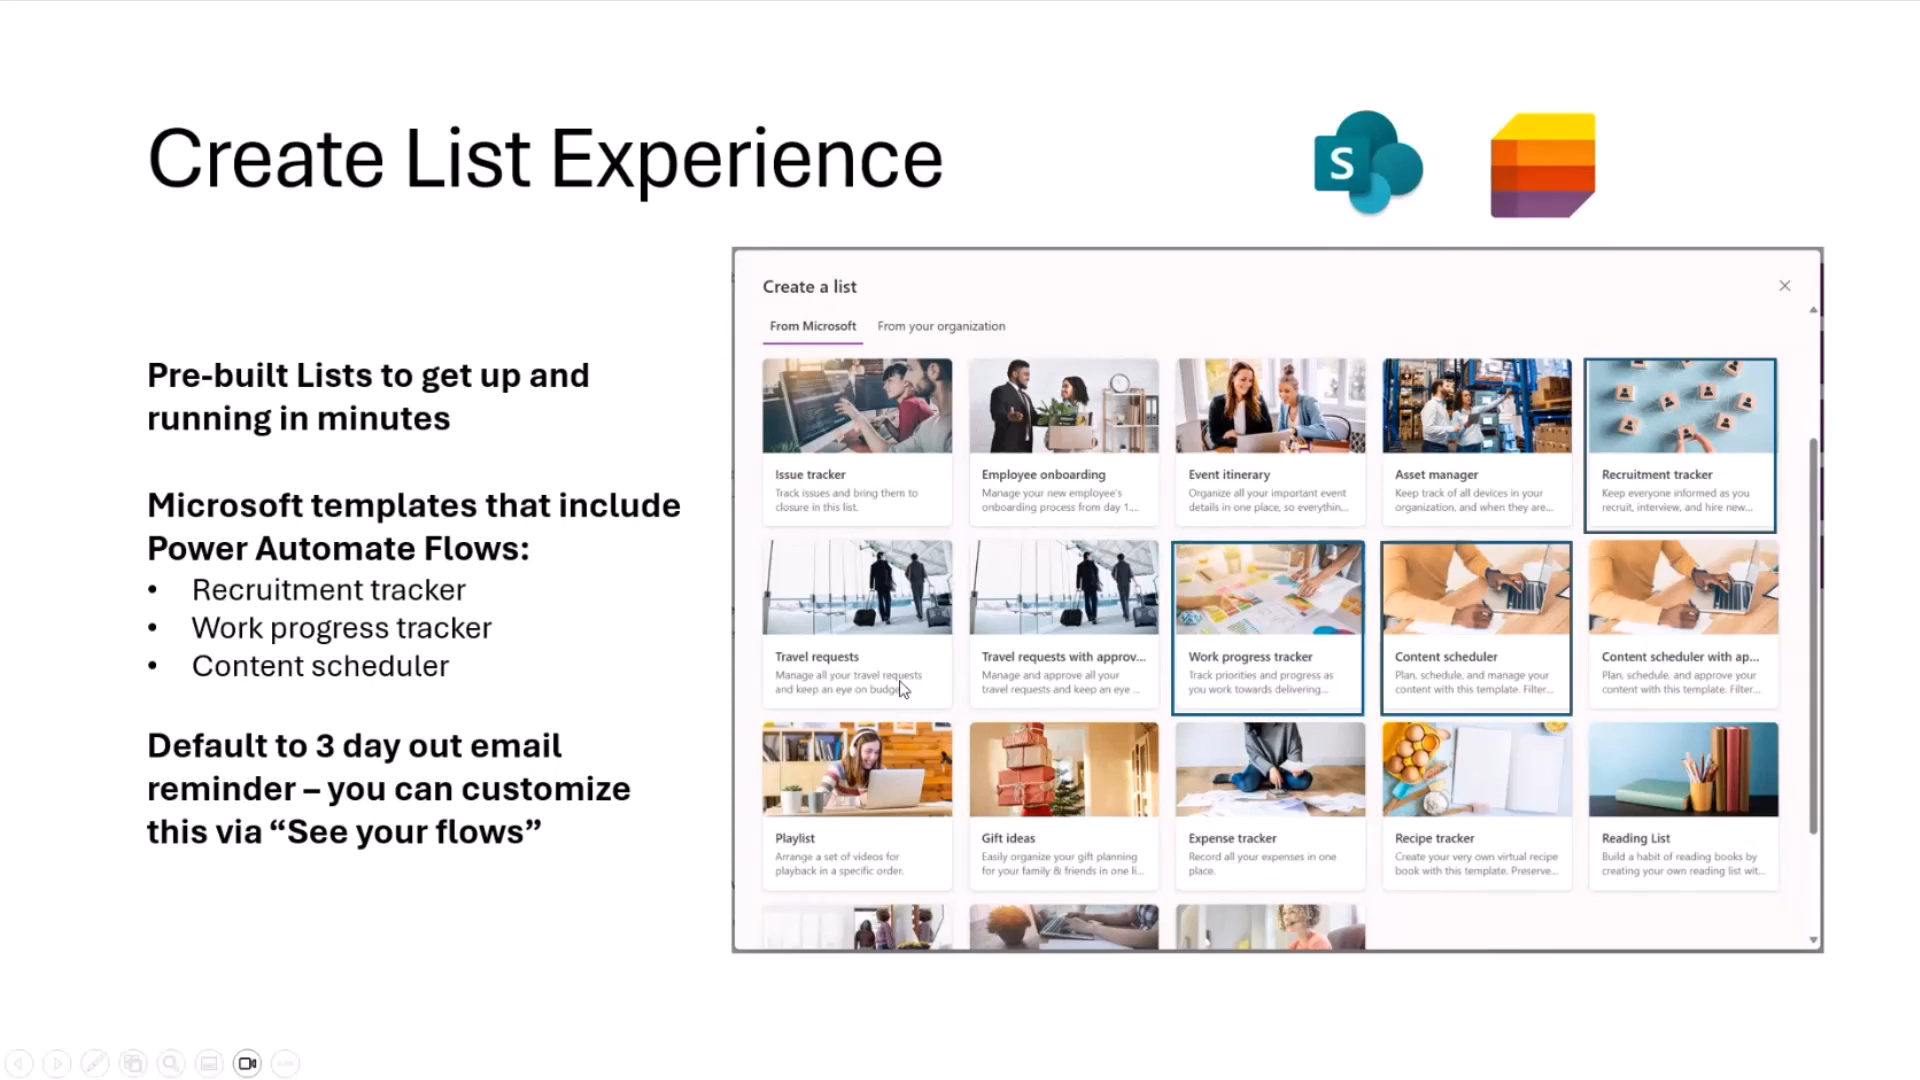 Create List Experience
S
Pre-built Lists to get up and
running in minutes
Microsoft templates that include
Power Automate Flows:
• Recruitment tracker
• Work progress tracker
• Content scheduler
Default to 3 day out email
reminder – you can customize
this via “See your flows”
Create a list
From Microsoft
From your organization
Issue tracker
Track issues and bring them to
closure in this list.
Employee onboarding
Manage your new employee's
onboarding process from day 1....
Event itinerary
Organize all your important event
details in one place, so everythin...
Asset manager
Keep track of all devices in your
organization, and when they are...
Recruitment tracker
Keep everyone informed as you
recruit, interview, and hire new...
Travel requests
Manage all your travel requests
and keep an eye on
Travel requests with approv...
Manage and approve all your
travel requests and keep an eye ...
Work progress tracker
Track priorities and progress as
you work towards delivering...
Content scheduler
Plan, schedule, and manage your
content with this template. Filter...
Content scheduler with ap...
Plan, schedule, and approve your
content with this template. Filter...
Playlist
Arrange a set of videos for
playback in a specific order.
Gift ideas
Easily organize your gift planning
for your family & friends in one li...
Expense tracker
Record all your expenses in one
place.
Recipe tracker
Create your very own virtual recipe
book with this template. Preserve...
Reading List
Build a habit of reading books by
creating your own reading list wit...